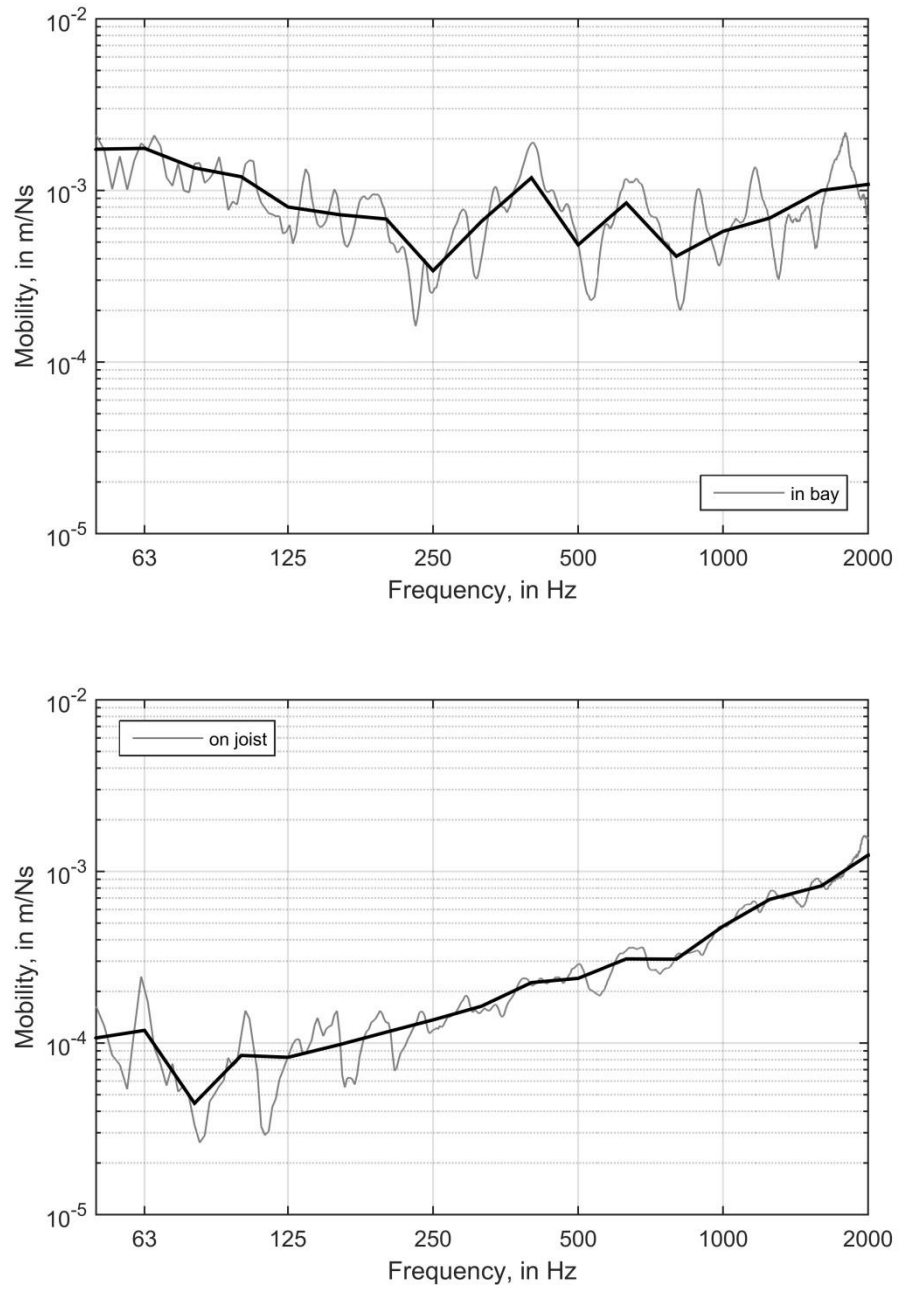 10-2
10-3
10-4
10-5
Mobility, in m/Ns
in bay
63 125 250 500 1000 2000
Frequency, in Hz
10-2
10-3
10-4
10-5
Mobility, in m/Ns
on joist
63 125 250 500 1000 2000
Frequency, in Hz